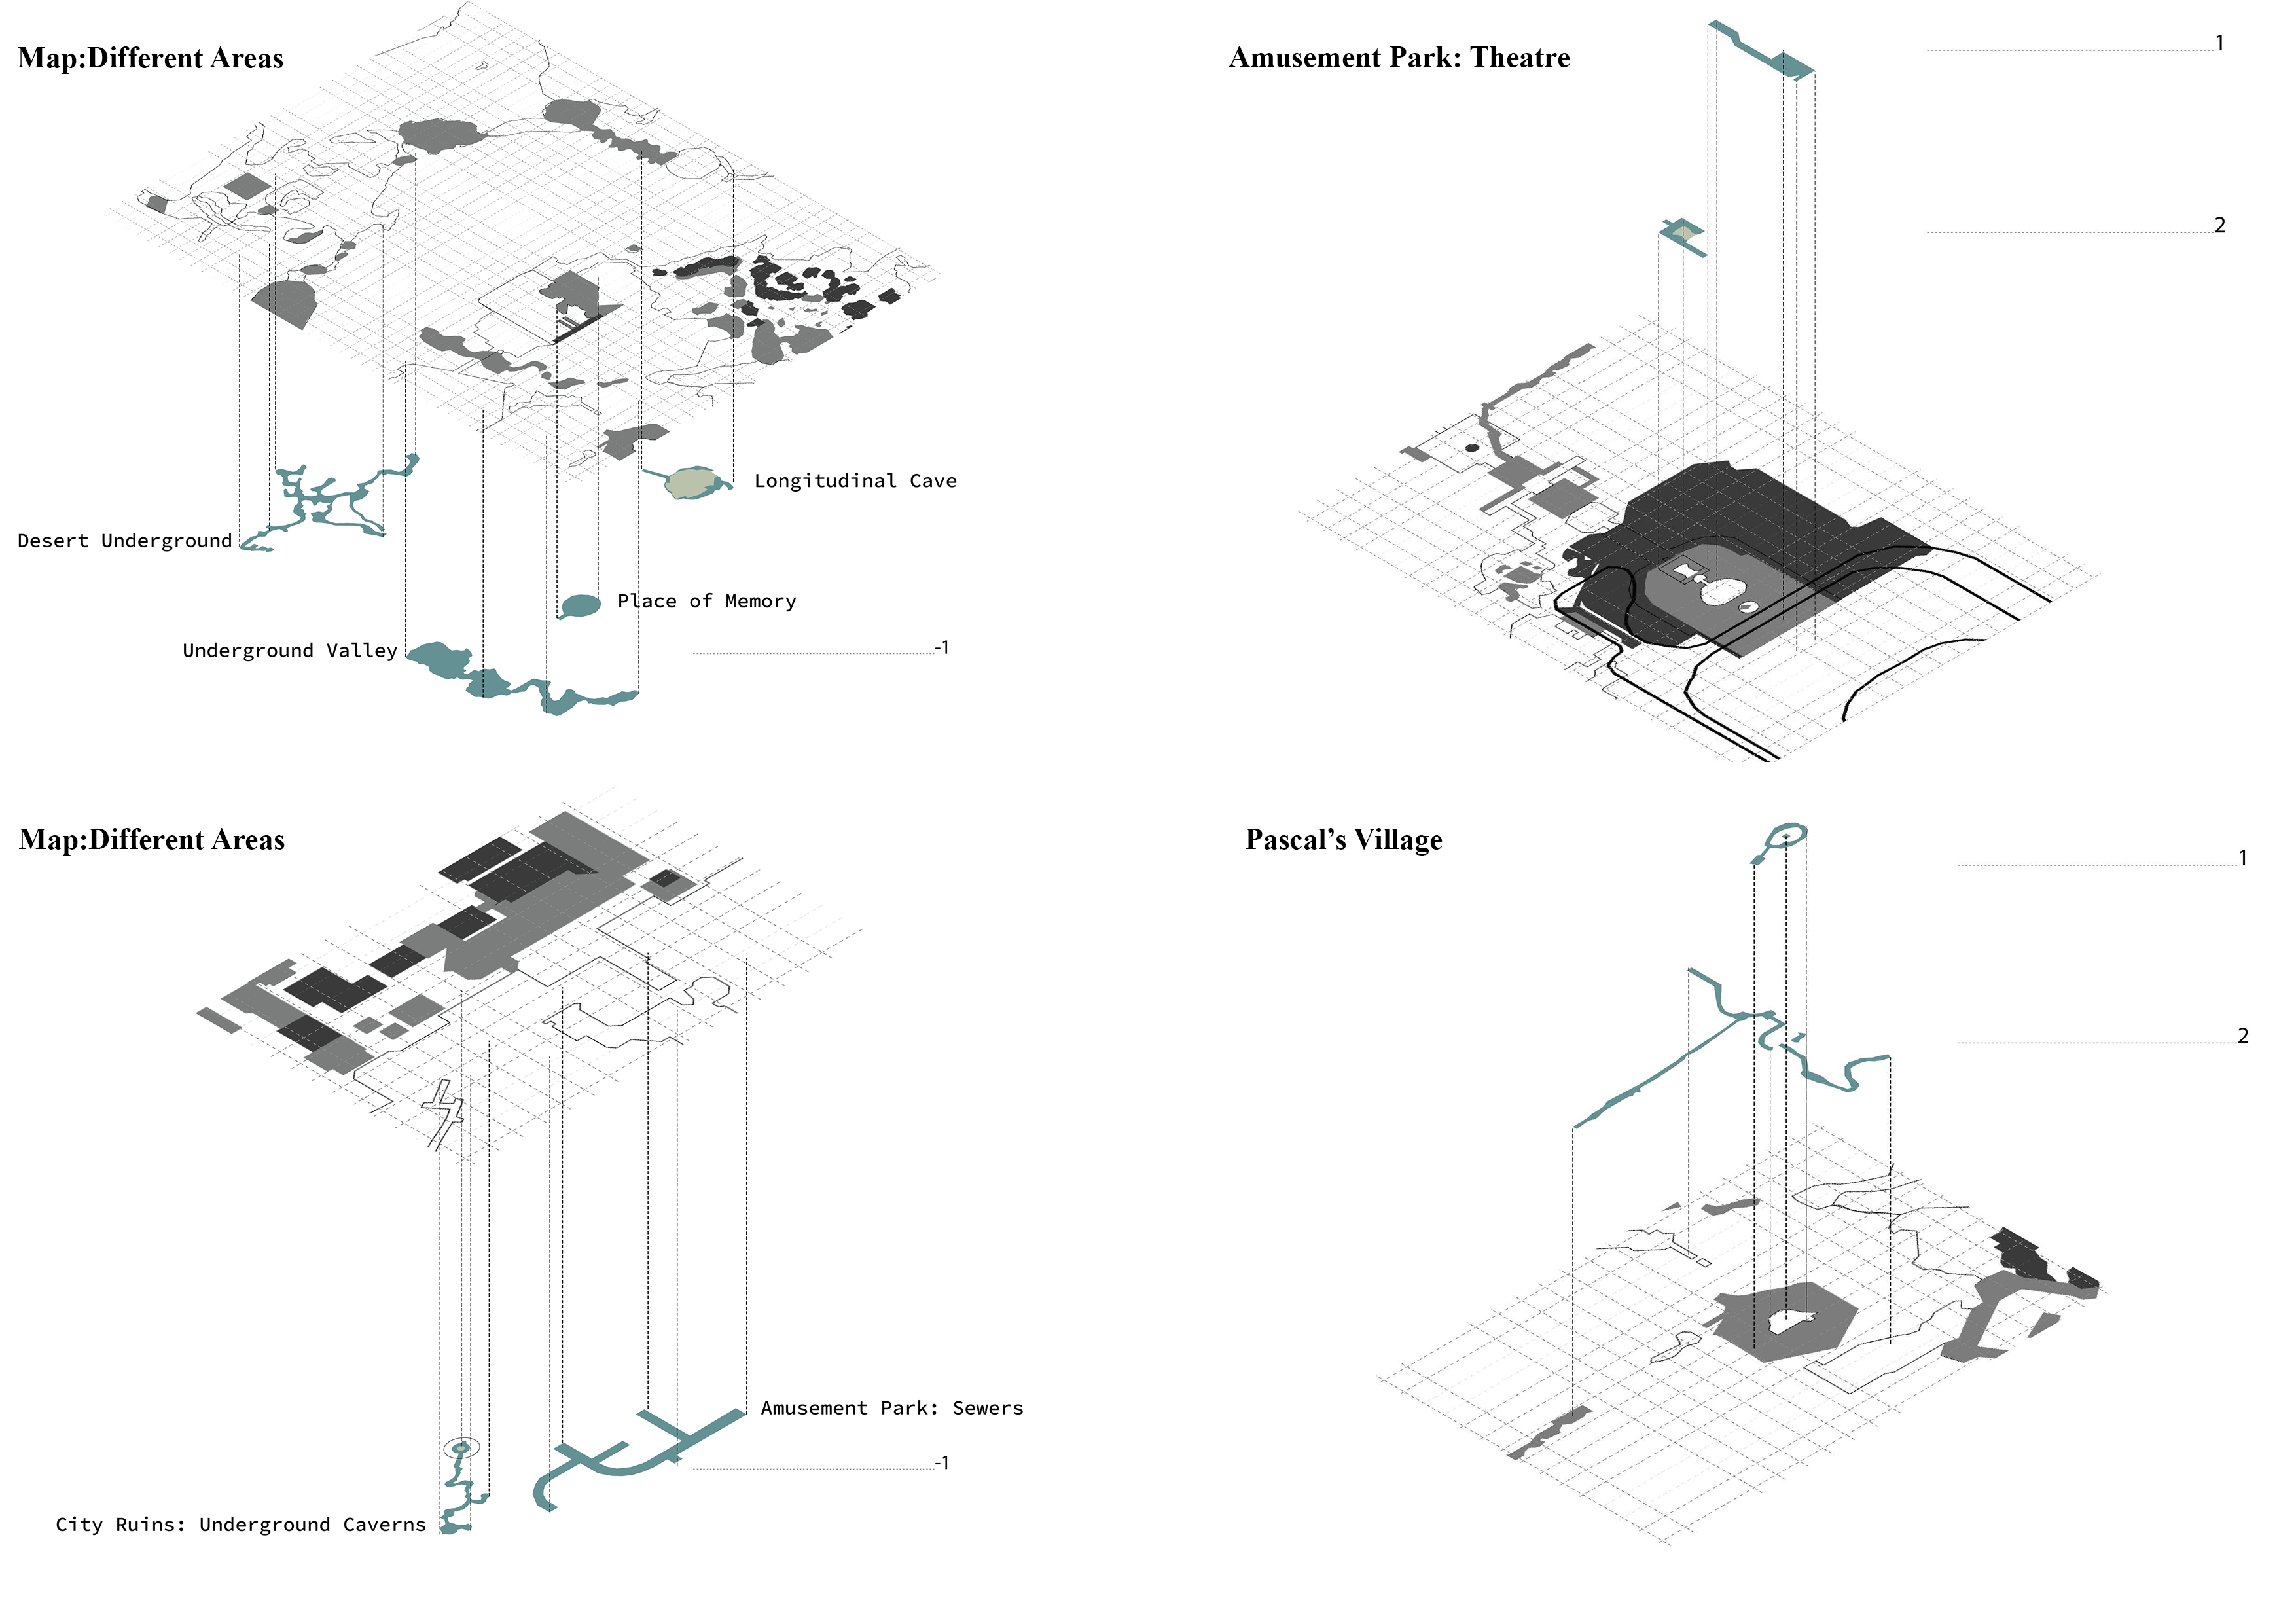 Map:Different Areas
Longitudinal Cave
Desert Underground
Place of Memory
Underground Valley
-1
Amusement Park: Theatre
1
2
Map:Different Areas
Amusement Park: Sewers
-1
City Ruins: Underground Caverns
Pascal’s Village
1
2